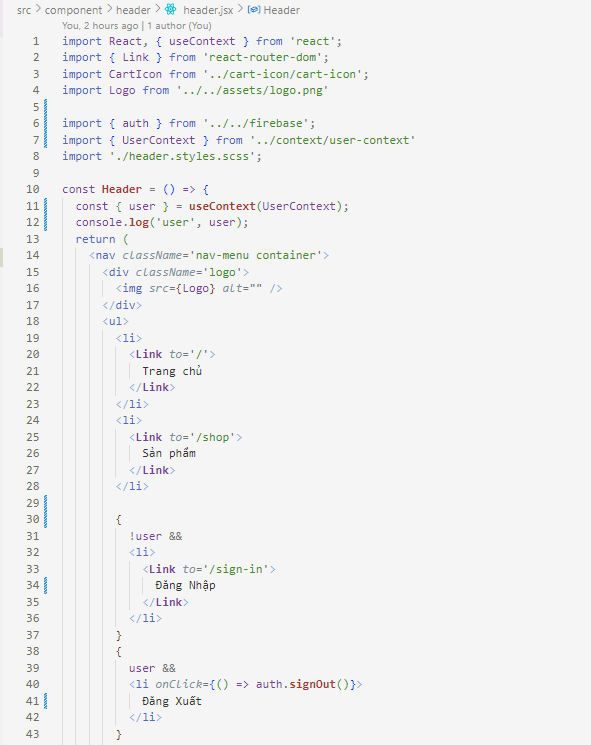 src > component > header > header.jsx > Header
You, 2 hours ago | 1 author (You)
1 import React, { useContext } from 'react';
2 import { Link } from 'react-router-dom';
3 import CartIcon from '../cart-icon/cart-icon';
4 import Logo from '../../assets/logo.png'
5
6 import { auth } from '../../firebase';
7 import { UserContext } from '../context/user-context'
8 import './header.styles.scss';
9
10 const Header = () => {
11   const { user } = useContext(UserContext);
12   console.log('user', user);
13   return (
14     <nav className='nav-menu container'>
15       <div className='logo'>
16         <img src={Logo} alt="" />
17       </div>
18       <ul>
19         <li>
20           <Link to='/'>
21             Trang chủ
22           </Link>
23         </li>
24         <li>
25           <Link to='/shop'>
26             Sản phẩm
27           </Link>
28         </li>
29
30         {
31           !user &&
32           <li>
33             <Link to='/sign-in'>
34               Đăng Nhập
35             </Link>
36           </li>
37         }
38         {
39           user &&
40           <li onClick={() => auth.signOut()}>
41             Đăng Xuất
42           </li>
43         }